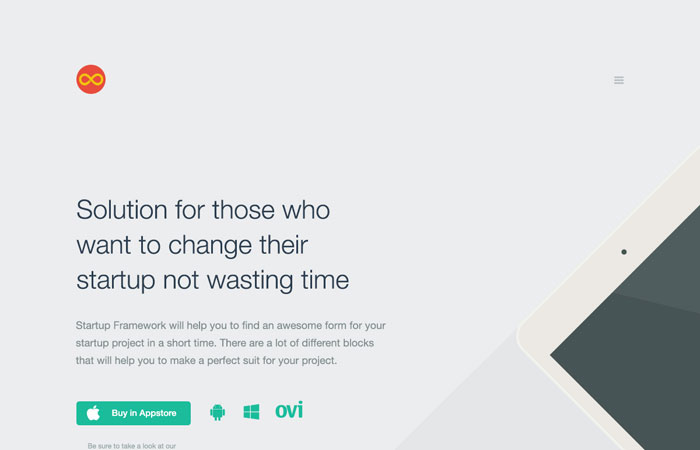 Solution for those who
want to change their
startup not wasting time
Startup Framework will help you to find an awesome form for your
startup project in a short time. There are a lot of different blocks
that will help you to make a perfect suit for your project.
Buy in Appstore
ovi
Be sure to take a look at our